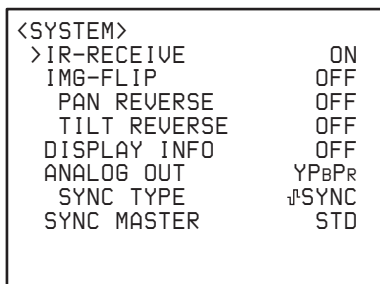 <SYSTEM>
>IR-RECEIVE ON
IMG-FLIP OFF
PAN REVERSE OFF
TILT REVERSE OFF
DISPLAY INFO OFF
ANALOG OUT YPBPR
SYNC TYPE SYNC
SYNC MASTER STD